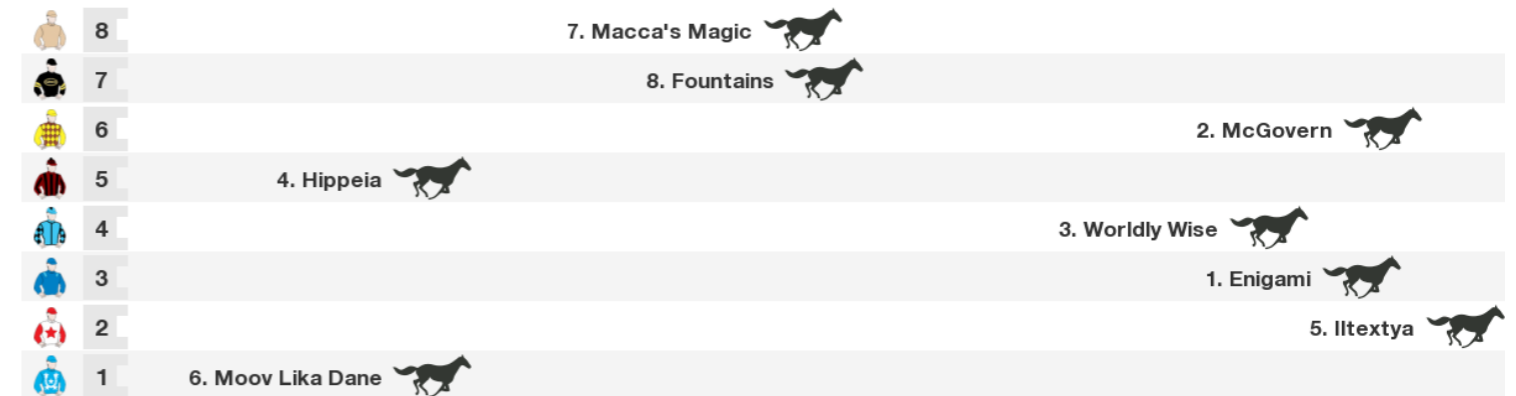 8 7. Macca's Magic
7 8. Fountains
6 2. McGovern
5 4. Hippeia
4 3. Worldly Wise
3 1. Enigami
2 5. Iltextya
1 6. Moov Lika Dane